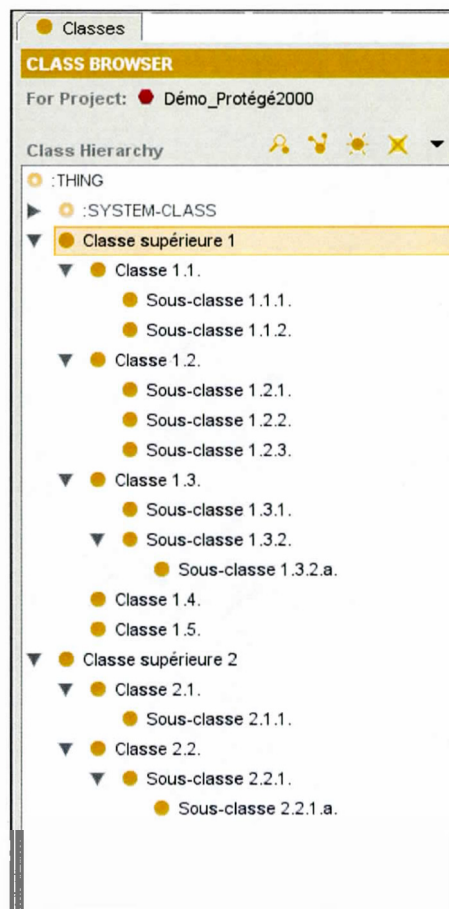 Classes
CLASS BROWSER
For Project: Démo_Protégé2000
Class Hierarchy
:THING
:SYSTEM-CLASS
Classe supérieure 1
Classe 1.1.
Sous-classe 1.1.1.
Sous-classe 1.1.2.
Classe 1.2.
Sous-classe 1.2.1.
Sous-classe 1.2.2.
Sous-classe 1.2.3.
Classe 1.3.
Sous-classe 1.3.1.
Sous-classe 1.3.2.
Sous-classe 1.3.2.a.
Classe 1.4.
Classe 1.5.
Classe supérieure 2
Classe 2.1.
Sous-classe 2.1.1.
Classe 2.2.
Sous-classe 2.2.1.
Sous-classe 2.2.1.a.